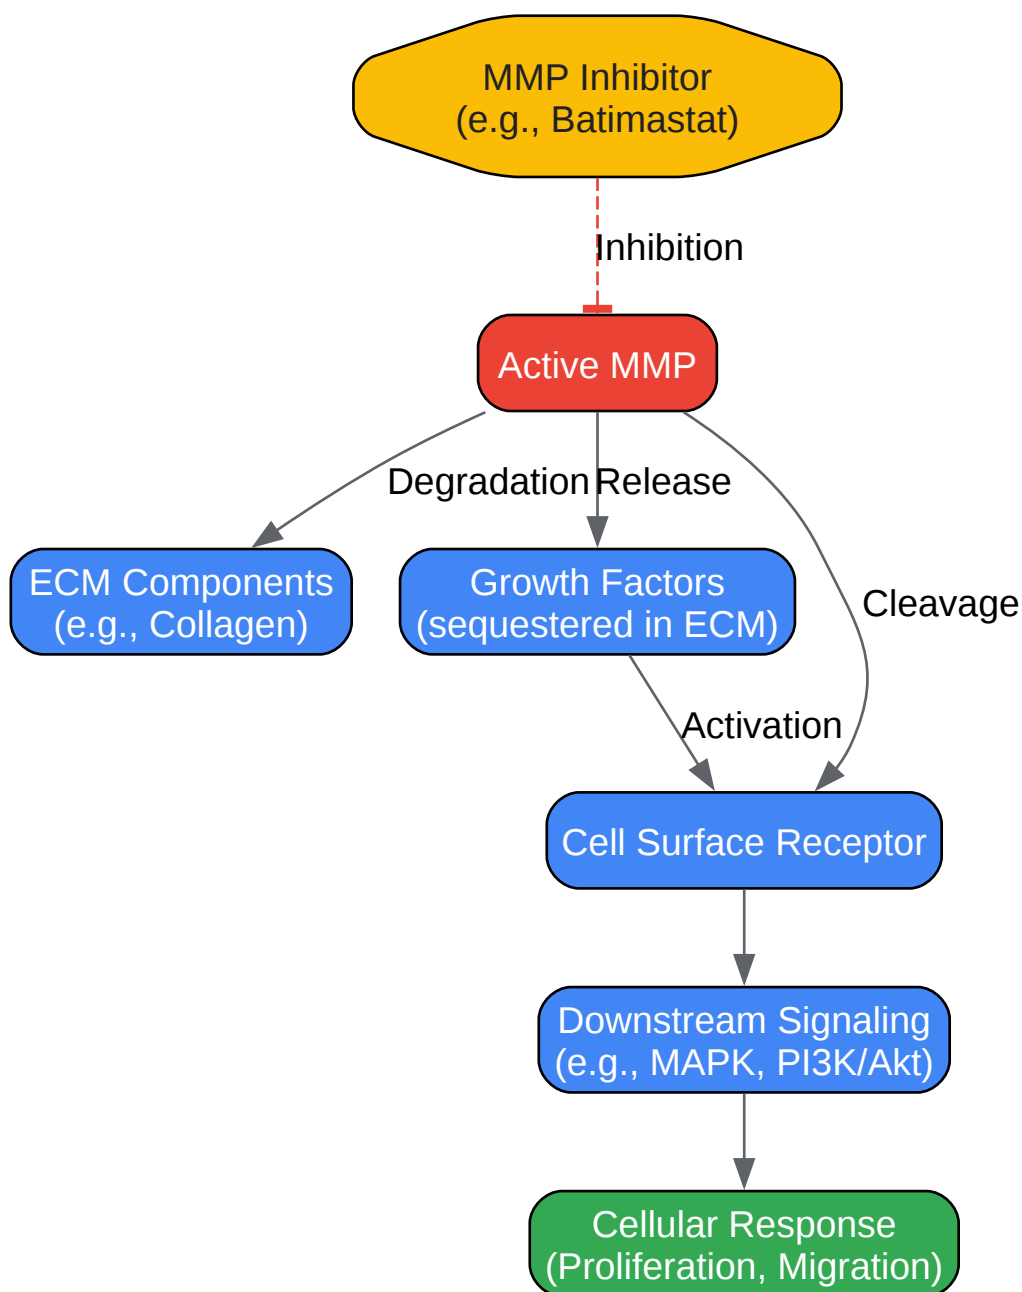 MMP Inhibitor
(e.g., Batimastat)
Inhibition
Active MMP
Degradation
Release
ECM Components
(e.g., Collagen)
Growth Factors
(sequestered in ECM)
Cleavage
Activation
Cell Surface Receptor
Downstream Signaling
(e.g., MAPK, PI3K/Akt)
Cellular Response
(Proliferation, Migration)